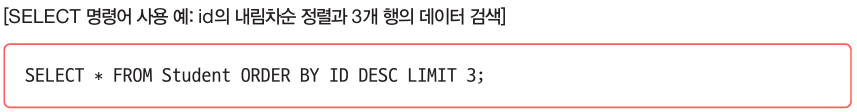 [SELECT 명령어 사용 예: id의 내림차순 정렬과 3개 행의 데이터 검색]
SELECT * FROM Student ORDER BY ID DESC LIMIT 3;